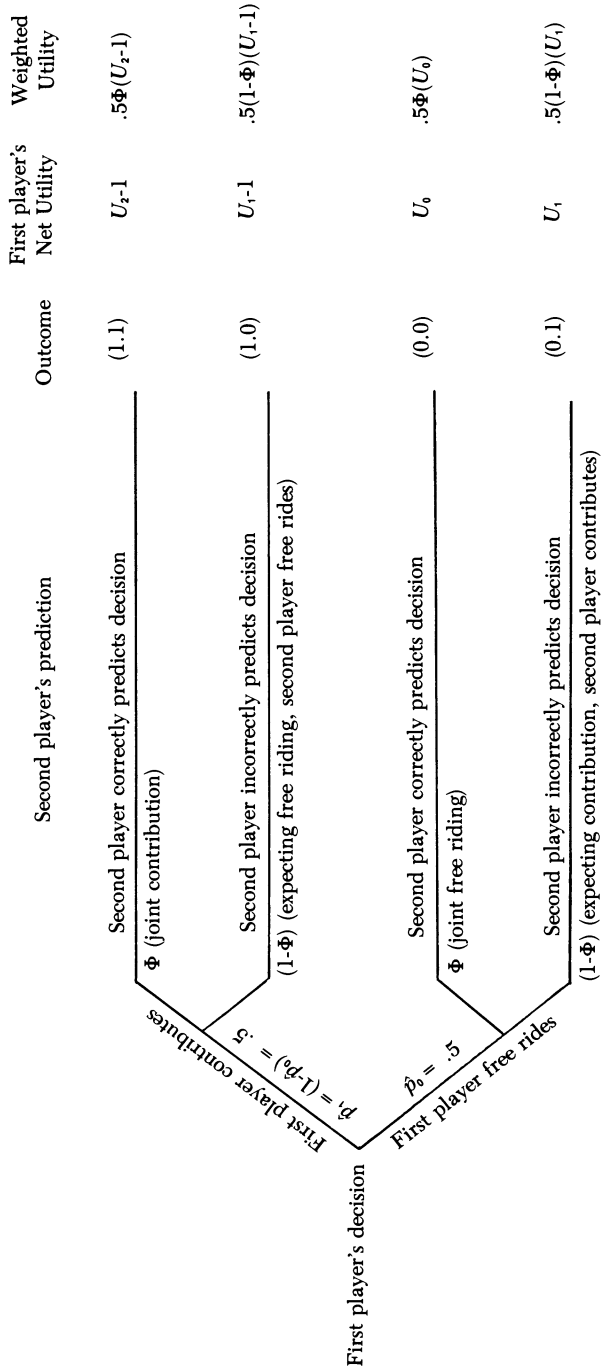 Second player's prediction
Outcome
First player's
Net Utility
Weighted
Utility
Second player correctly predicts decision
Φ (joint contribution)
(1.1)
U₂-1
.5Φ(U₂-1)
First player contributes
p̂₁ = (1-p̂₀) = .5
Second player incorrectly predicts decision
(1-Φ) (expecting free riding, second player free rides)
(1.0)
U₁-1
.5(1-Φ)(U₁-1)
First player's decision
p̂₀ = .5
First player free rides
Second player correctly predicts decision
Φ (joint free riding)
(0.0)
U₀
.5Φ(U₀)
Second player incorrectly predicts decision
(1-Φ) (expecting contribution, second player contributes)
(0.1)
U₁
.5(1-Φ)(U₁)